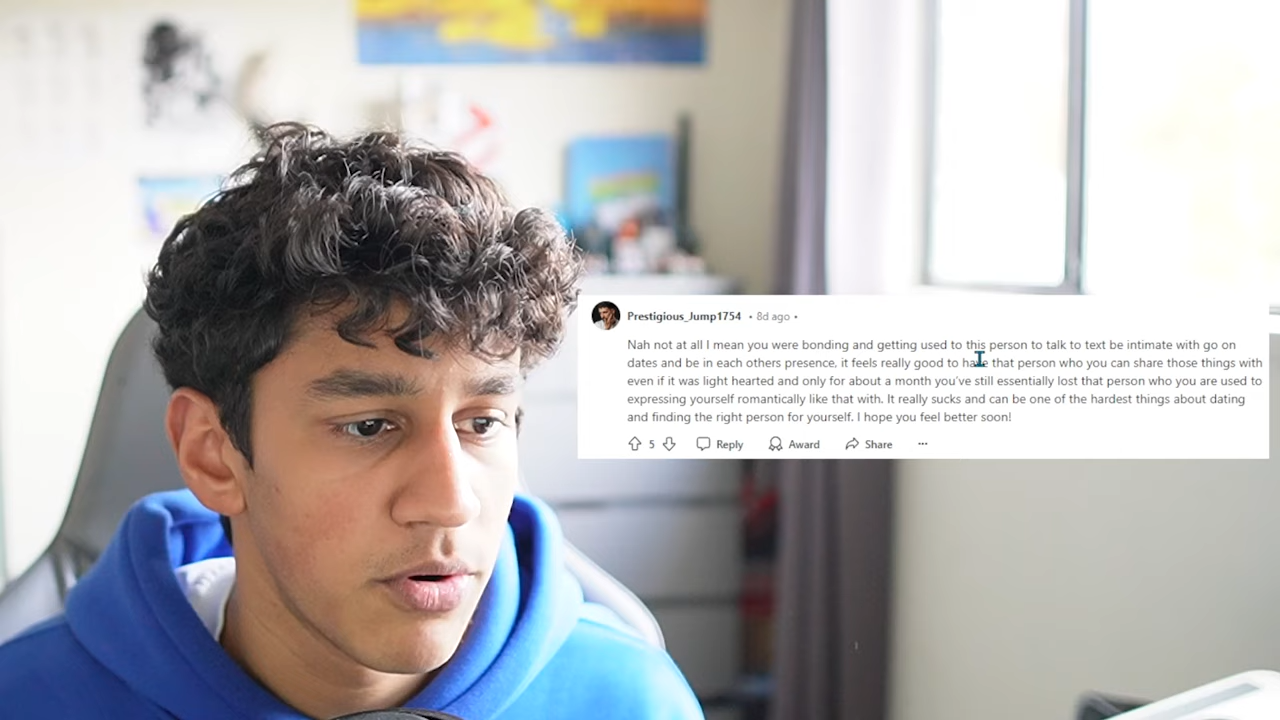 Prestigious_Jump1754 • 8d ago •
Nah not at all I mean you were bonding and getting used to this person to talk to text be intimate with go on
dates and be in each others presence, it feels really good to have that person who you can share those things with
even if it was light hearted and only for about a month you've still essentially lost that person who you are used to
expressing yourself romantically like that with. It really sucks and can be one of the hardest things about dating
and finding the right person for yourself. I hope you feel better soon!
5 Reply Award Share ...